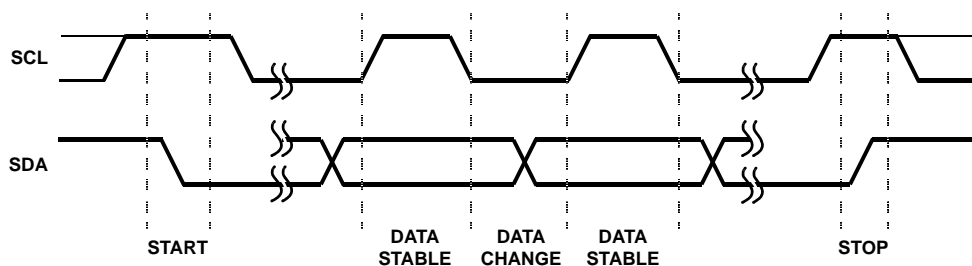 SCL
SDA
START
DATA
STABLE
DATA
CHANGE
DATA
STABLE
STOP